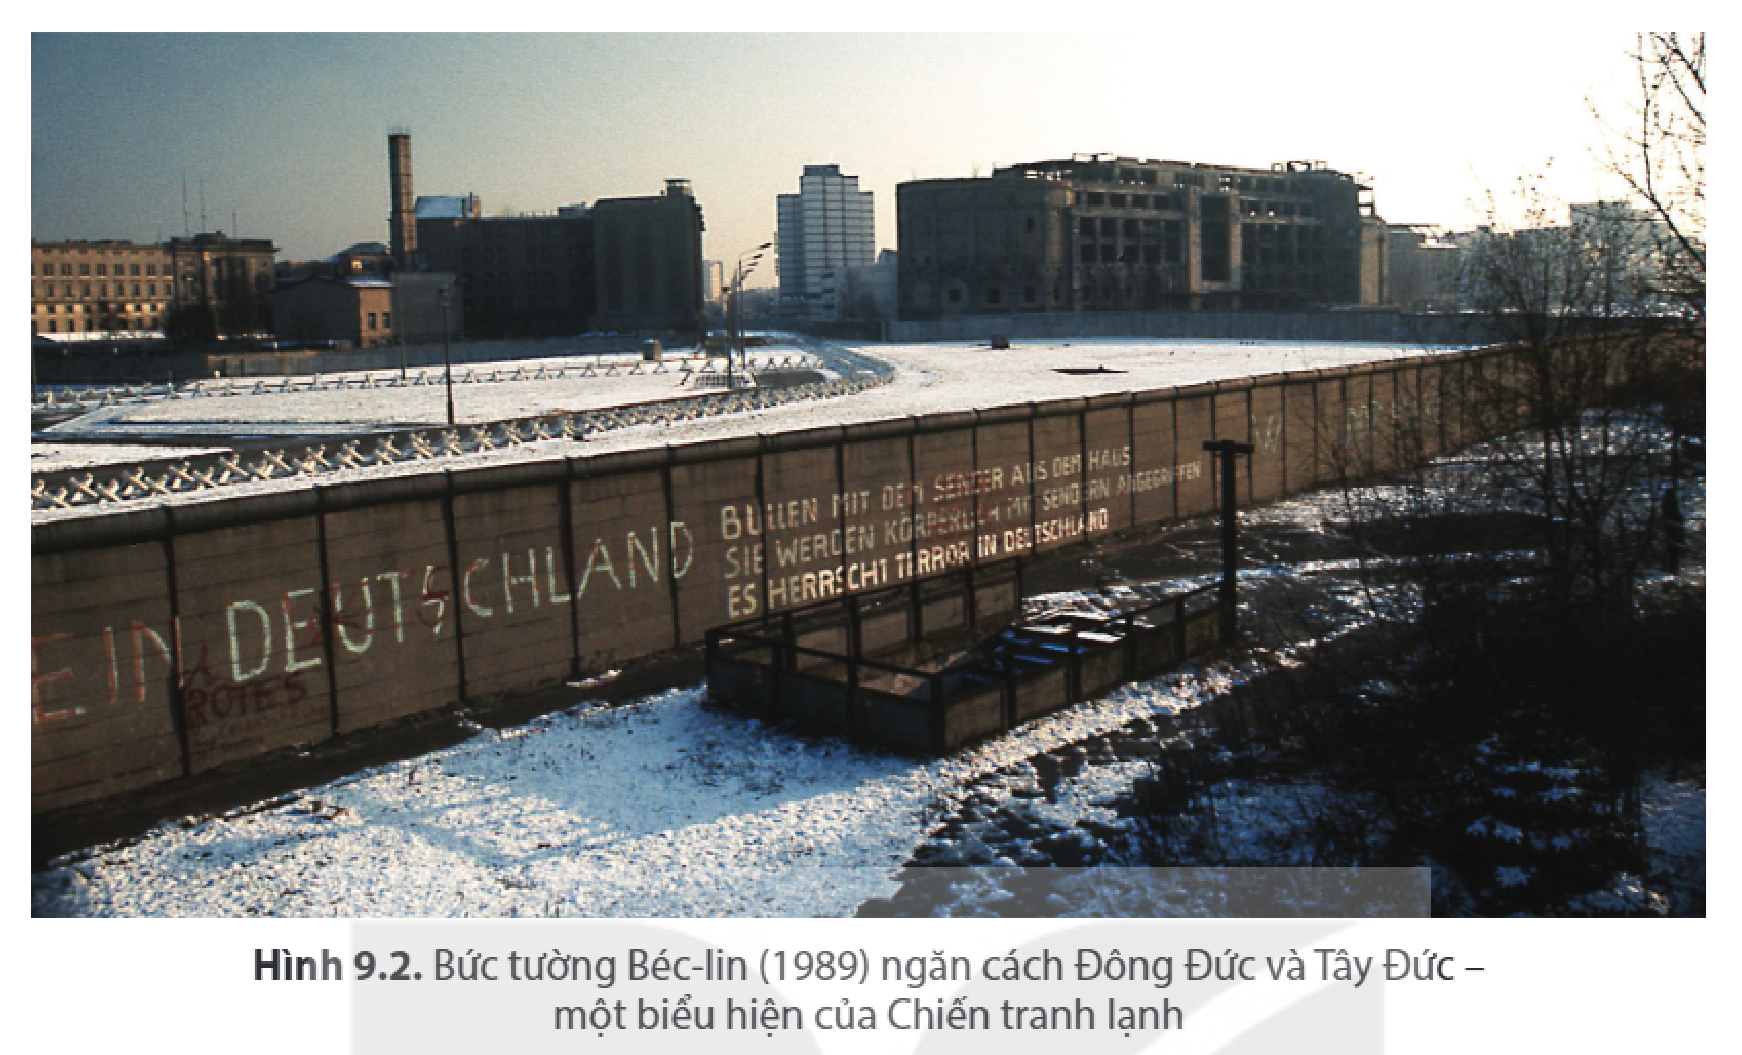 EIN DEUTSCHLAND
ROTES
BULLEN MIT DEM SENDER AUS DEM HAUS
SIE WERDEN KÖRPERLICH MIT SENDERN ANGEGRIFFEN
ES HERRSCHT TERROR IN DEUTSCHLAND
Hình 9.2. Bức tường Béc-lin (1989) ngăn cách Đông Đức và Tây Đức –
một biểu hiện của Chiến tranh lạnh